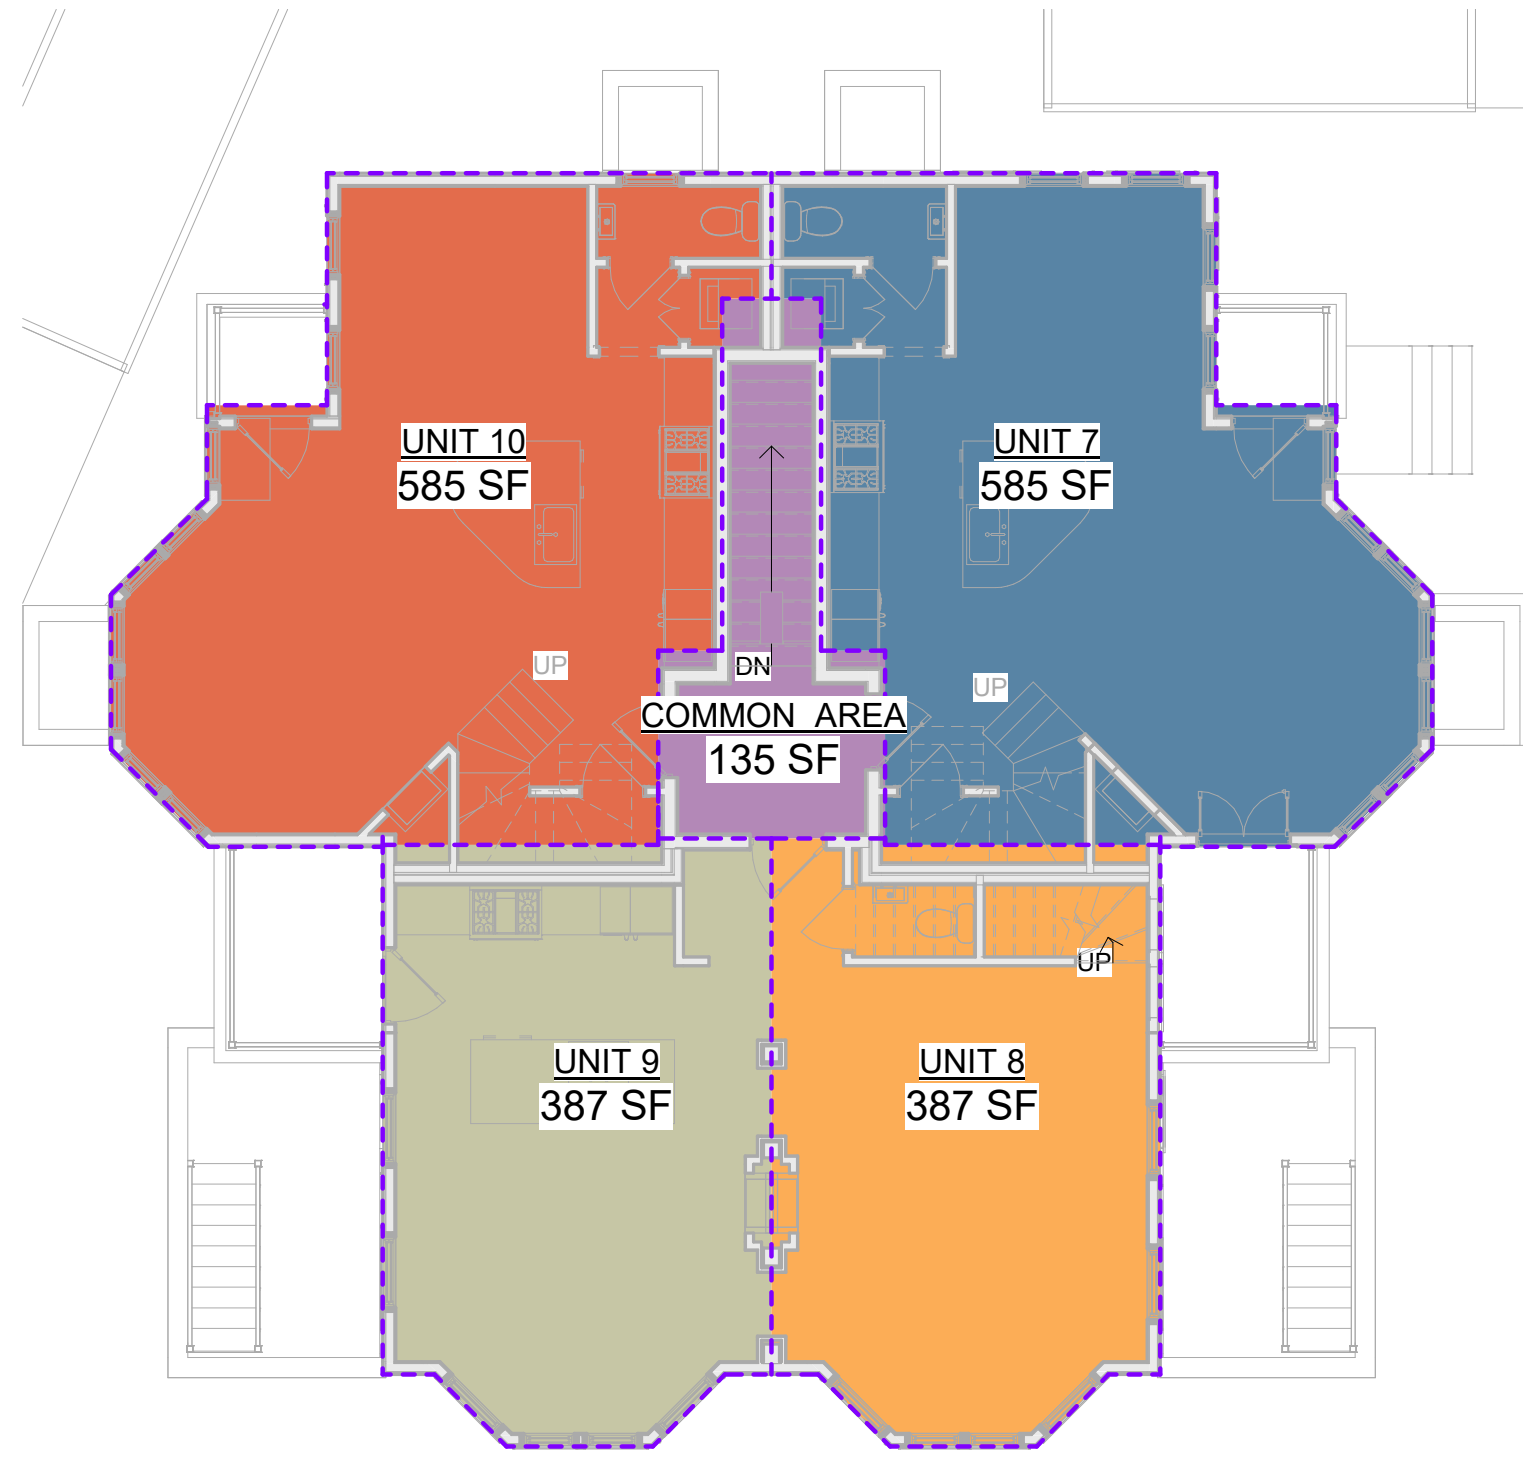 UNIT 10
585 SF
UNIT 7
585 SF
UP
DN
UP
COMMON AREA
135 SF
UP
UNIT 9
387 SF
UNIT 8
387 SF